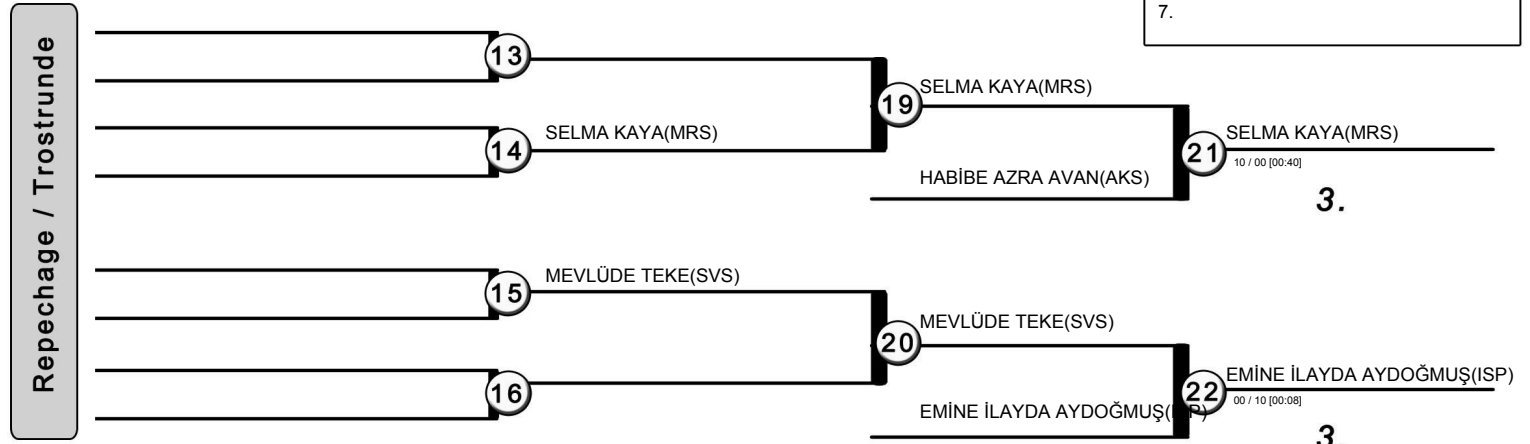 7.
Repechage / Trostrunde
13
19
SELMA KAYA(MRS)
14
SELMA KAYA(MRS)
21
SELMA KAYA(MRS)
10 / 00 [00:40]
HABİBE AZRA AVAN(AKS)
3.
15
MEVLÜDE TEKE(SVS)
20
MEVLÜDE TEKE(SVS)
16
22
EMİNE İLAYDA AYDOĞMUŞ(ISP)
00 / 10 [00:08]
EMİNE İLAYDA AYDOĞMUŞ(ISP)
3